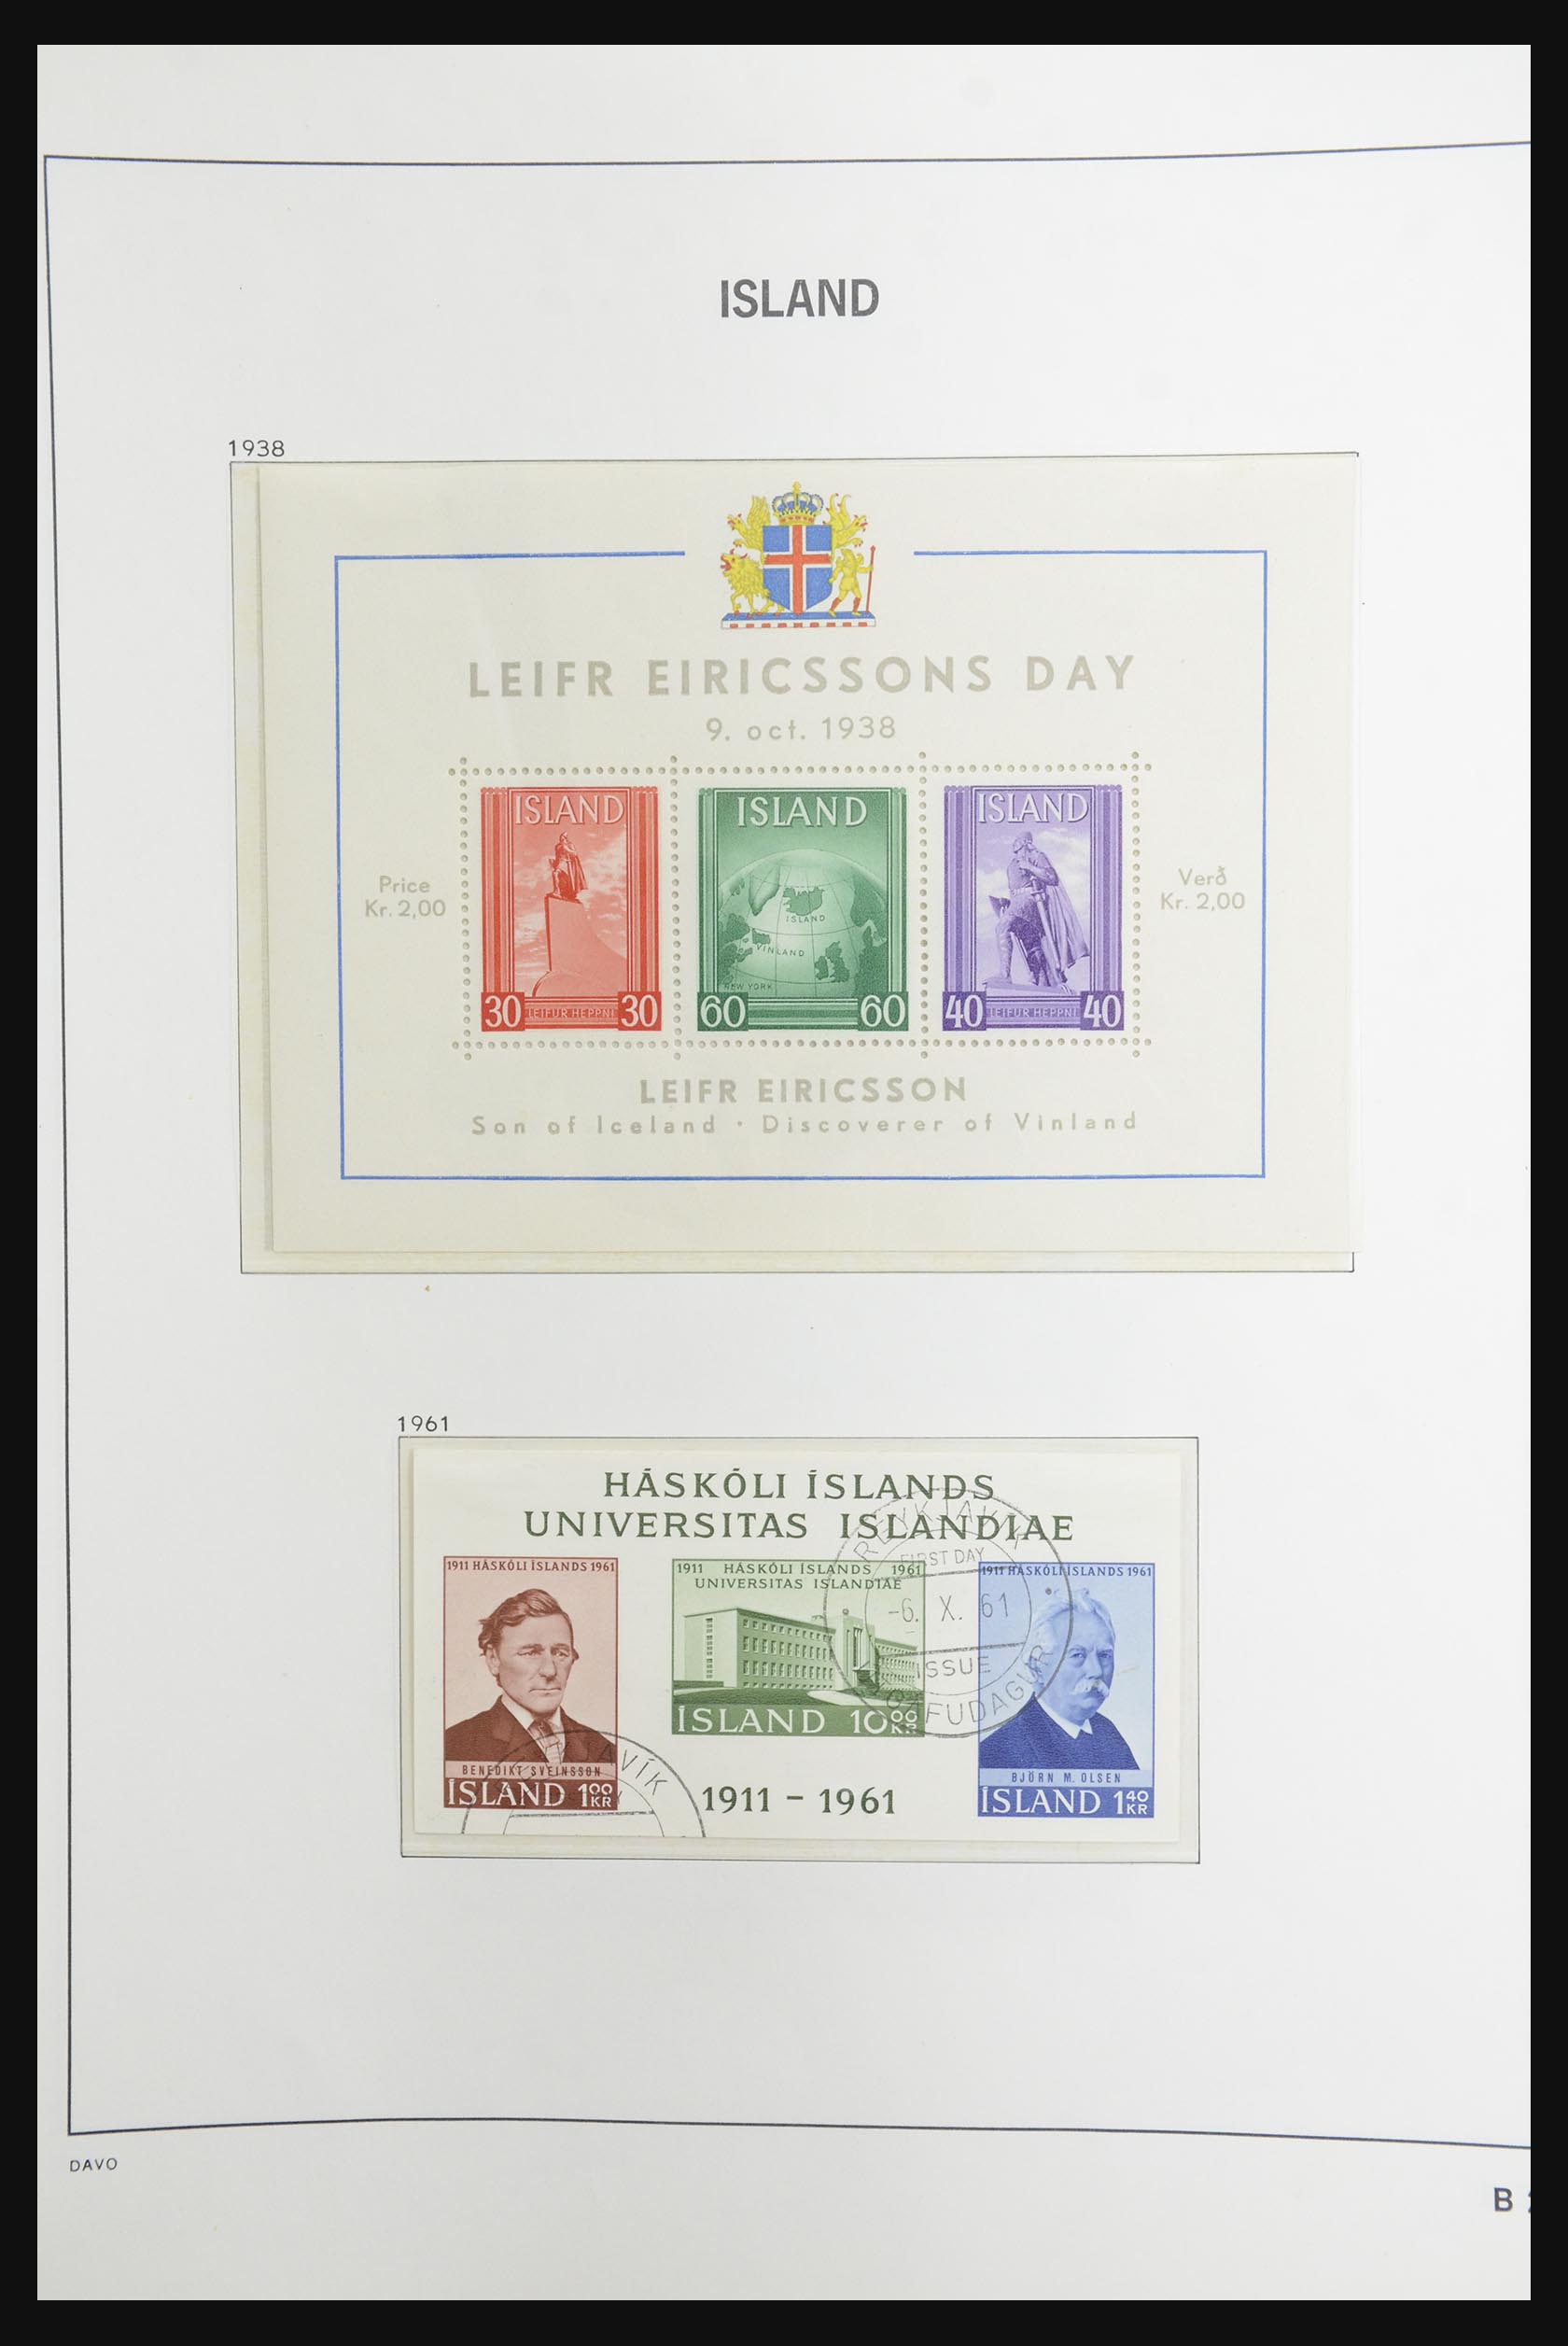 ISLAND
1938
LEIFR EIRICSSONS DAY
9. oct. 1938
Price
Kr. 2,00
ISLAND
30 LEIFUR HEPPNI 30
ISLAND
ISLAND
VINLAND
NEW YORK
60 60
ISLAND
40 LEIFUR HEPPNI 40
Verð
Kr. 2,00
LEIFR EIRICSSON
Son of Iceland · Discoverer of Vinland
1961
HÁSKÓLI ÍSLANDS
UNIVERSITAS ISLANDIAE
1911 HÁSKÓLI ÍSLANDS 1961
BENEDIKT SVEINSSON
ÍSLAND 1 00 KR
1911 HÁSKÓLI ÍSLANDS 1961
UNIVERSITAS ISLANDIAE
ÍSLAND 10 00 KR
1911 HÁSKÓLI ÍSLANDS 1961
BJÖRN M. OLSEN
ÍSLAND 1 40 KR
REYKJAVÍK
FIRST DAY
-6. X. 61
ISSUE
1911 - 1961
DAVO
B